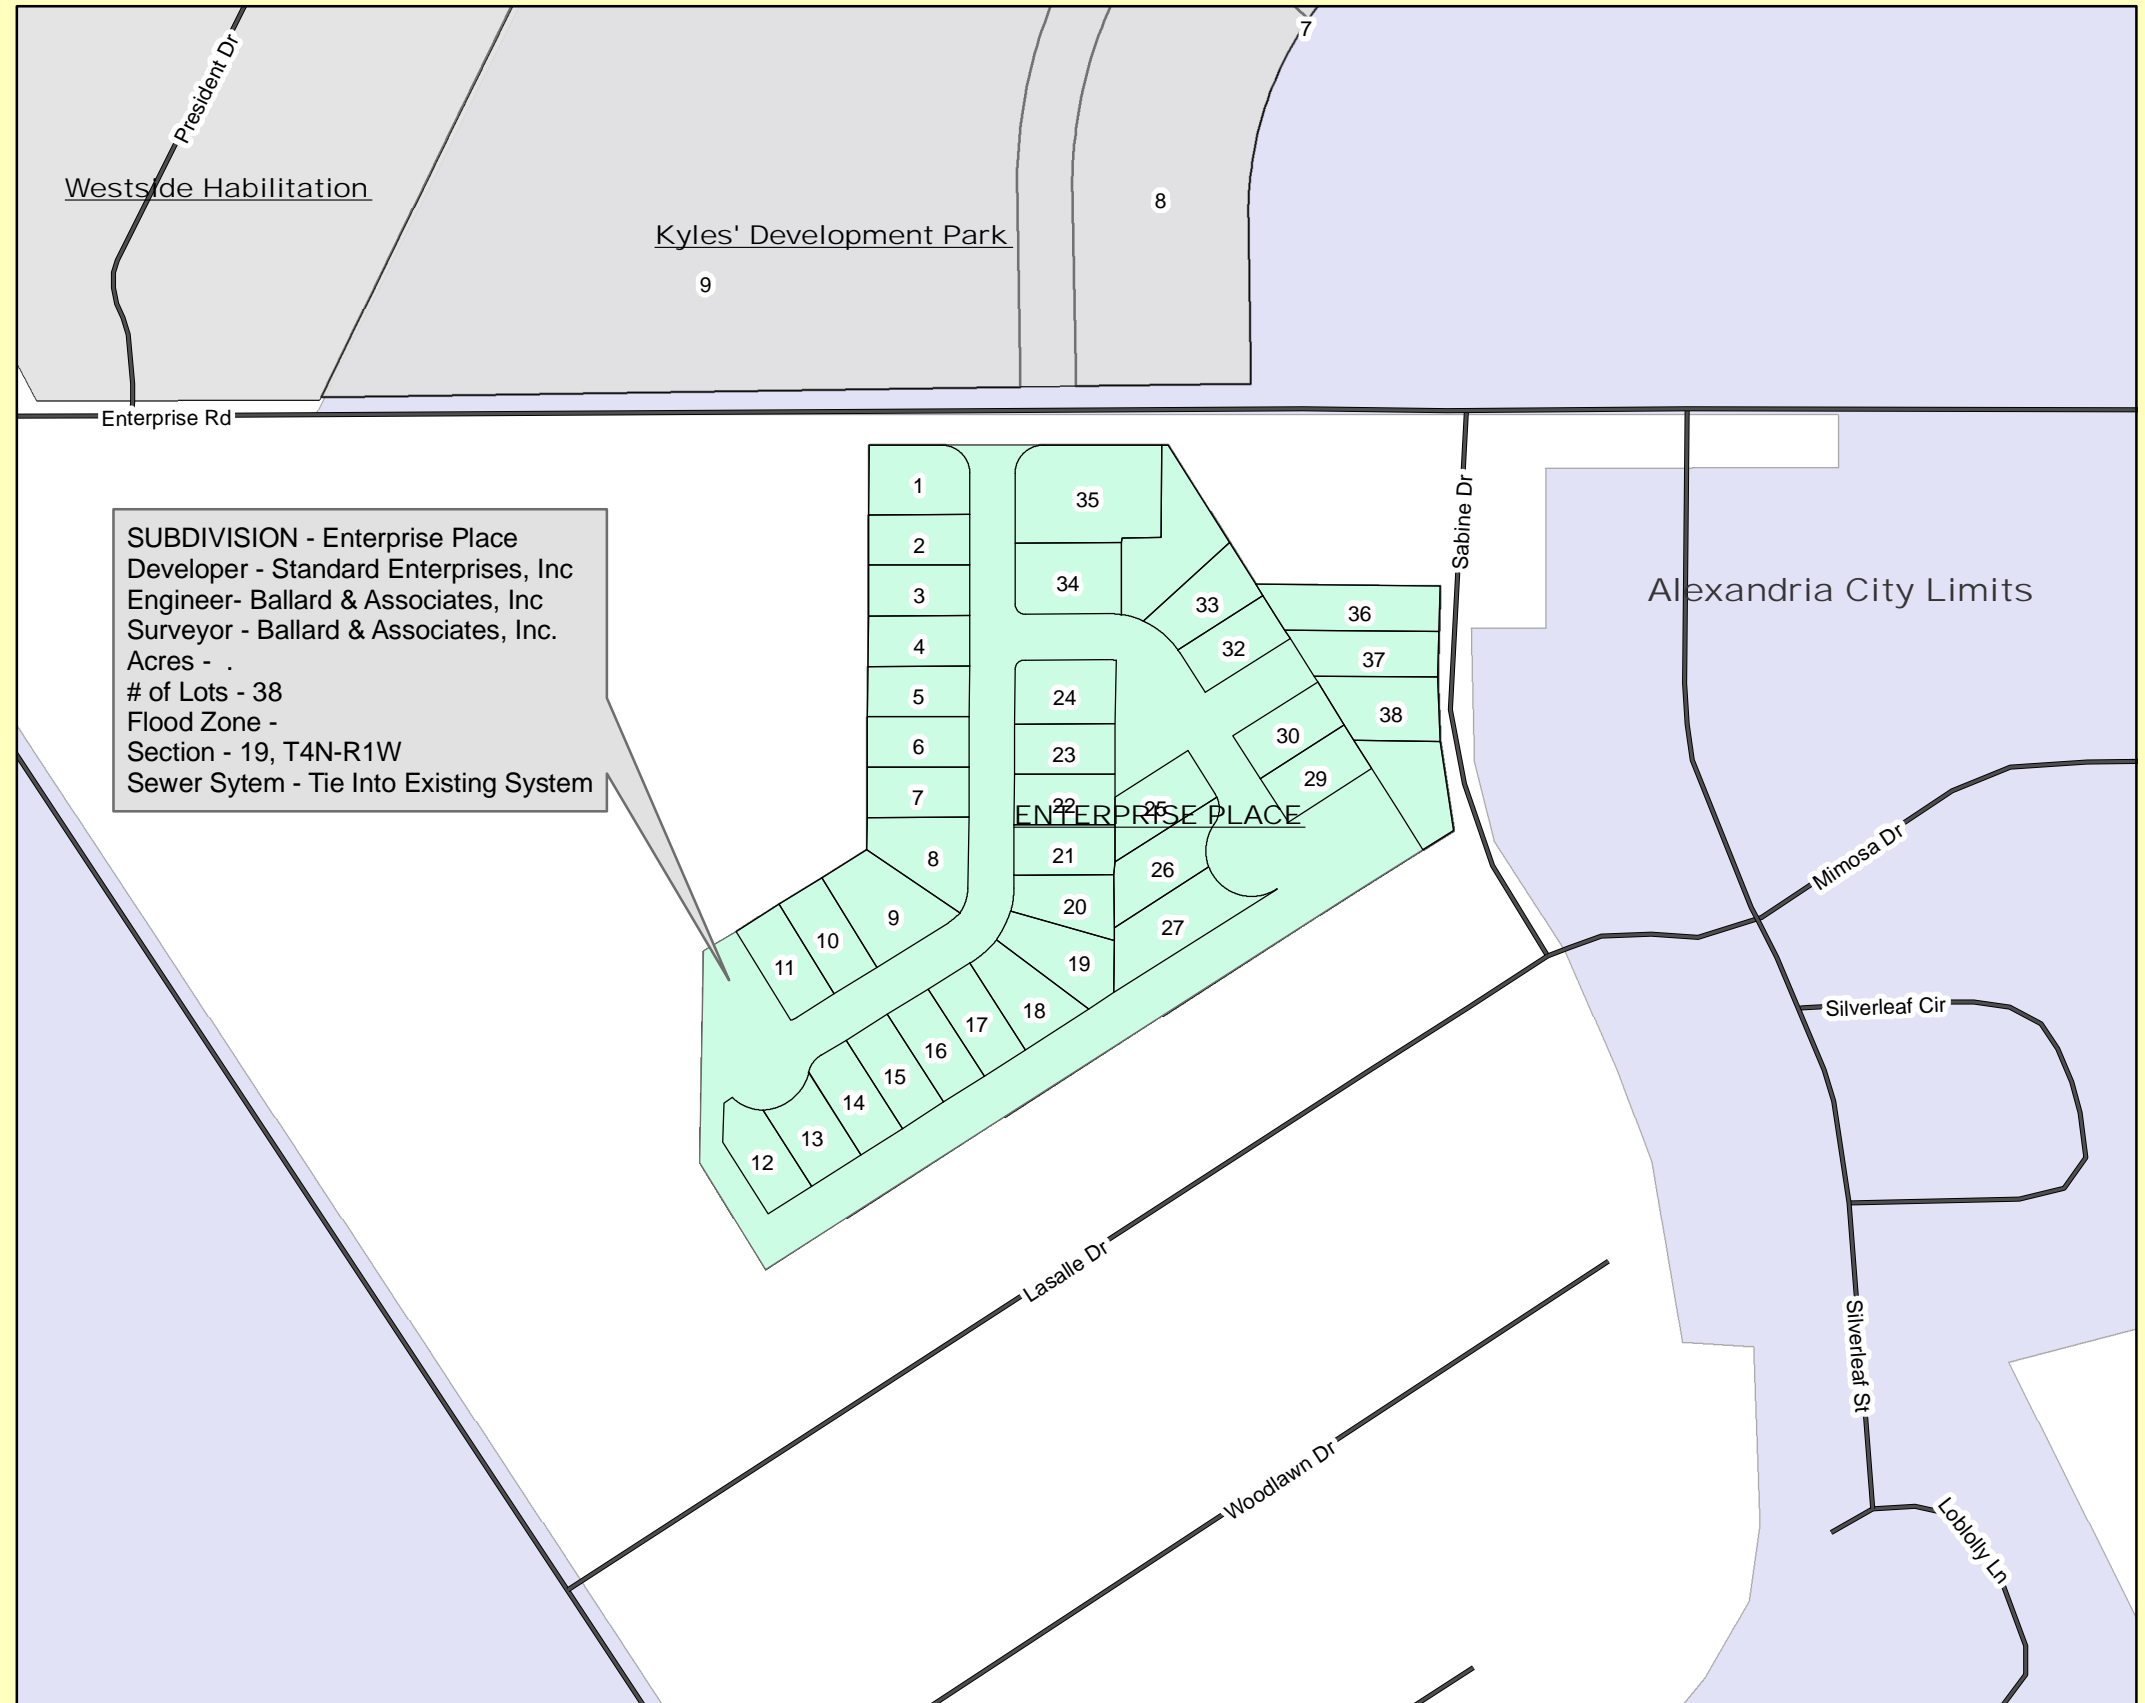 7
President Dr
Westside Habilitation
8
Kyles' Development Park
9
Enterprise Rd
SUBDIVISION - Enterprise Place
Developer - Standard Enterprises, Inc
Engineer- Ballard & Associates, Inc
Surveyor - Ballard & Associates, Inc.
Acres -  .
# of Lots - 38
Flood Zone -
Section - 19, T4N-R1W
Sewer Sytem - Tie Into Existing System
1
2
3
4
5
6
7
8
9
10
11
12
13
14
15
16
17
18
19
20
21
22
23
24
25
26
27
29
30
32
33
34
35
36
37
38
ENTERPRISE PLACE
Sabine Dr
Alexandria City Limits
Mimosa Dr
Silverleaf Cir
Lasalle Dr
Silverleaf St
Woodlawn Dr
Loblolly Ln